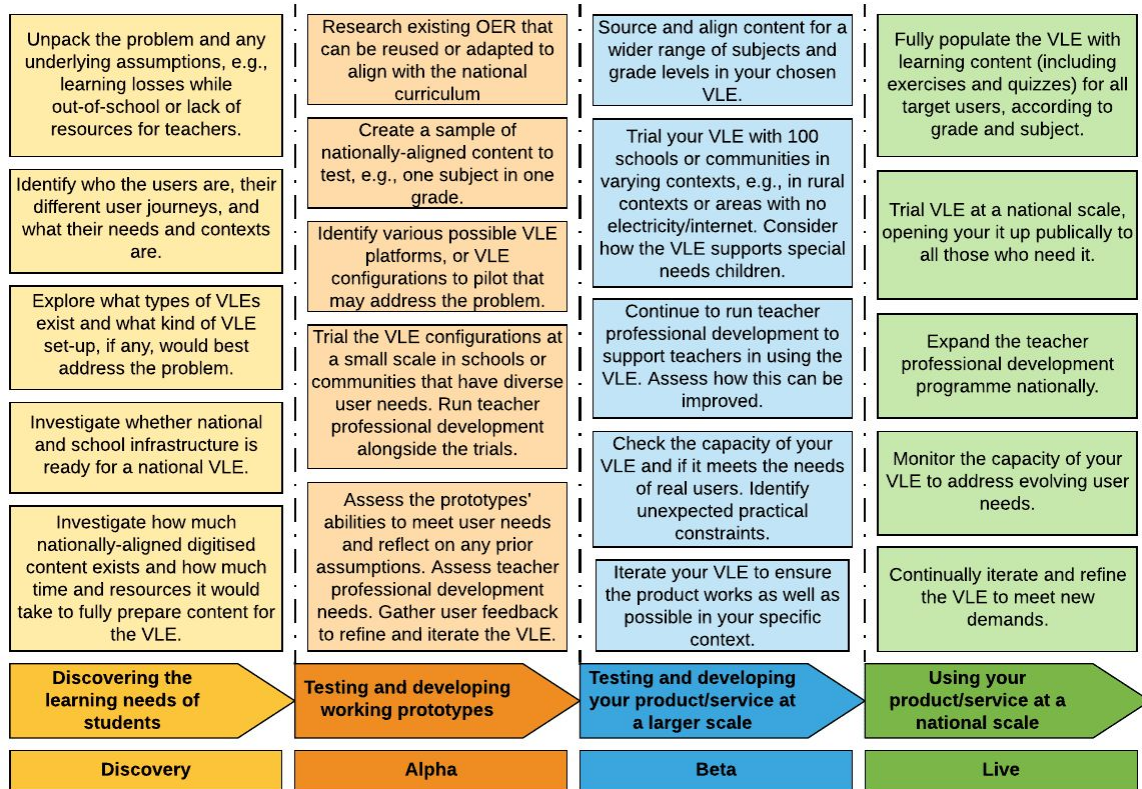 Unpack the problem and any
underlying assumptions, e.g.,
learning losses while
out-of-school or lack of
resources for teachers.
Identify who the users are, their
different user journeys, and
what their needs and contexts
are.
Explore what types of VLEs
exist and what kind of VLE
set-up, if any, would best
address the problem.
Investigate whether national
and school infrastructure is
ready for a national VLE.
Investigate how much
nationally-aligned digitised
content exists and how much
time and resources it would
take to fully prepare content for
the VLE.
Discovering the
learning needs of
students
Discovery
Research existing OER that
can be reused or adapted to
align with the national
curriculum
Create a sample of
nationally-aligned content to
test, e.g., one subject in one
grade.
Identify various possible VLE
platforms, or VLE
configurations to pilot that
may address the problem.
Trial the VLE configurations at
a small scale in schools or
communities that have diverse
user needs. Run teacher
professional development
alongside the trials.
Assess the prototypes'
abilities to meet user needs
and reflect on any prior
assumptions. Assess teacher
professional development
needs. Gather user feedback
to refine and iterate the VLE.
Testing and developing
working prototypes
Alpha
Source and align content for a
wider range of subjects and
grade levels in your chosen
VLE.
Trial your VLE with 100
schools or communities in
varying contexts, e.g., in rural
contexts or areas with no
electricity/internet. Consider
how the VLE supports special
needs children.
Continue to run teacher
professional development to
support teachers in using the
VLE. Assess how this can be
improved.
Check the capacity of your
VLE and if it meets the needs
of real users. Identify
unexpected practical
constraints.
Iterate your VLE to ensure
the product works as well as
possible in your specific
context.
Testing and developing
your product/service at
a larger scale
Beta
Fully populate the VLE with
learning content (including
exercises and quizzes) for all
target users, according to
grade and subject.
Trial VLE at a national scale,
opening your it up publically to
all those who need it.
Expand the teacher
professional development
programme nationally.
Monitor the capacity of your
VLE to address evolving user
needs.
Continually iterate and refine
the VLE to meet new
demands.
Using your
product/service at a
national scale
Live